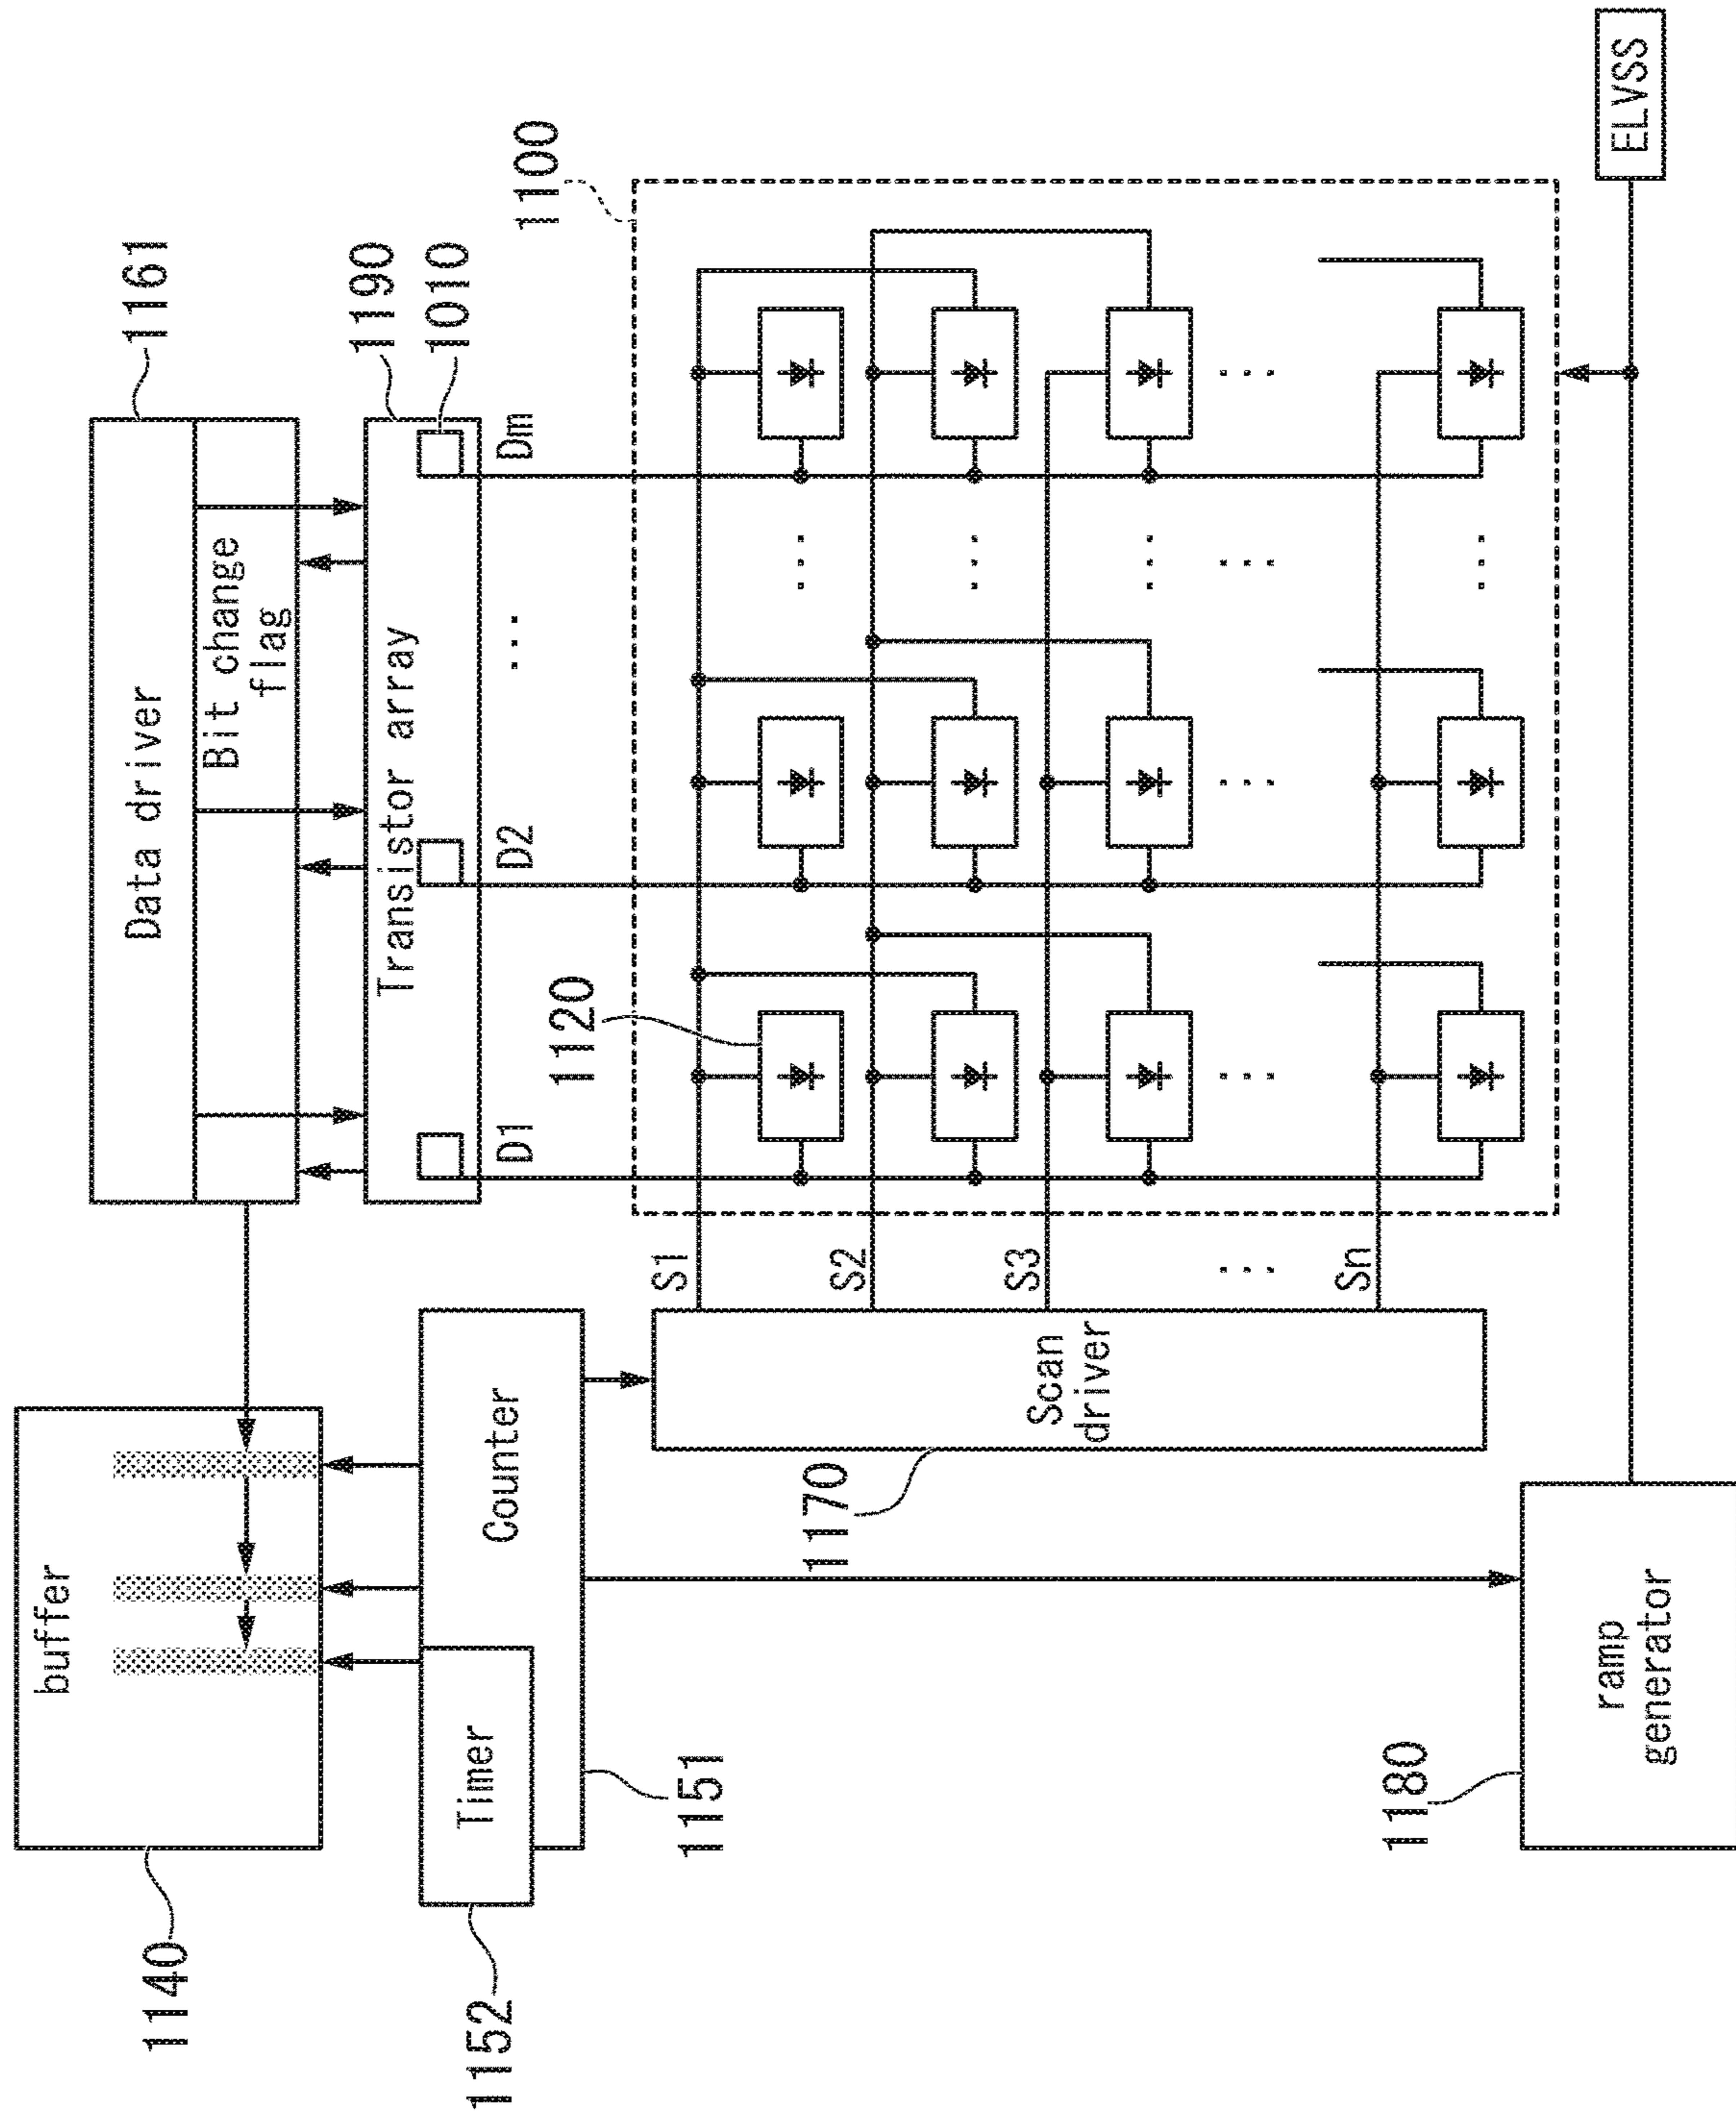 1140
buffer
Data driver
1161
Bit change
flag
1152
Timer
Counter
1151
Transistor array
1190
1010
D1
D2
...
Dm
1120
1100
1170
Scan
driver
S1
S2
S3
...
Sn
1180
ramp
generator
ELVSS